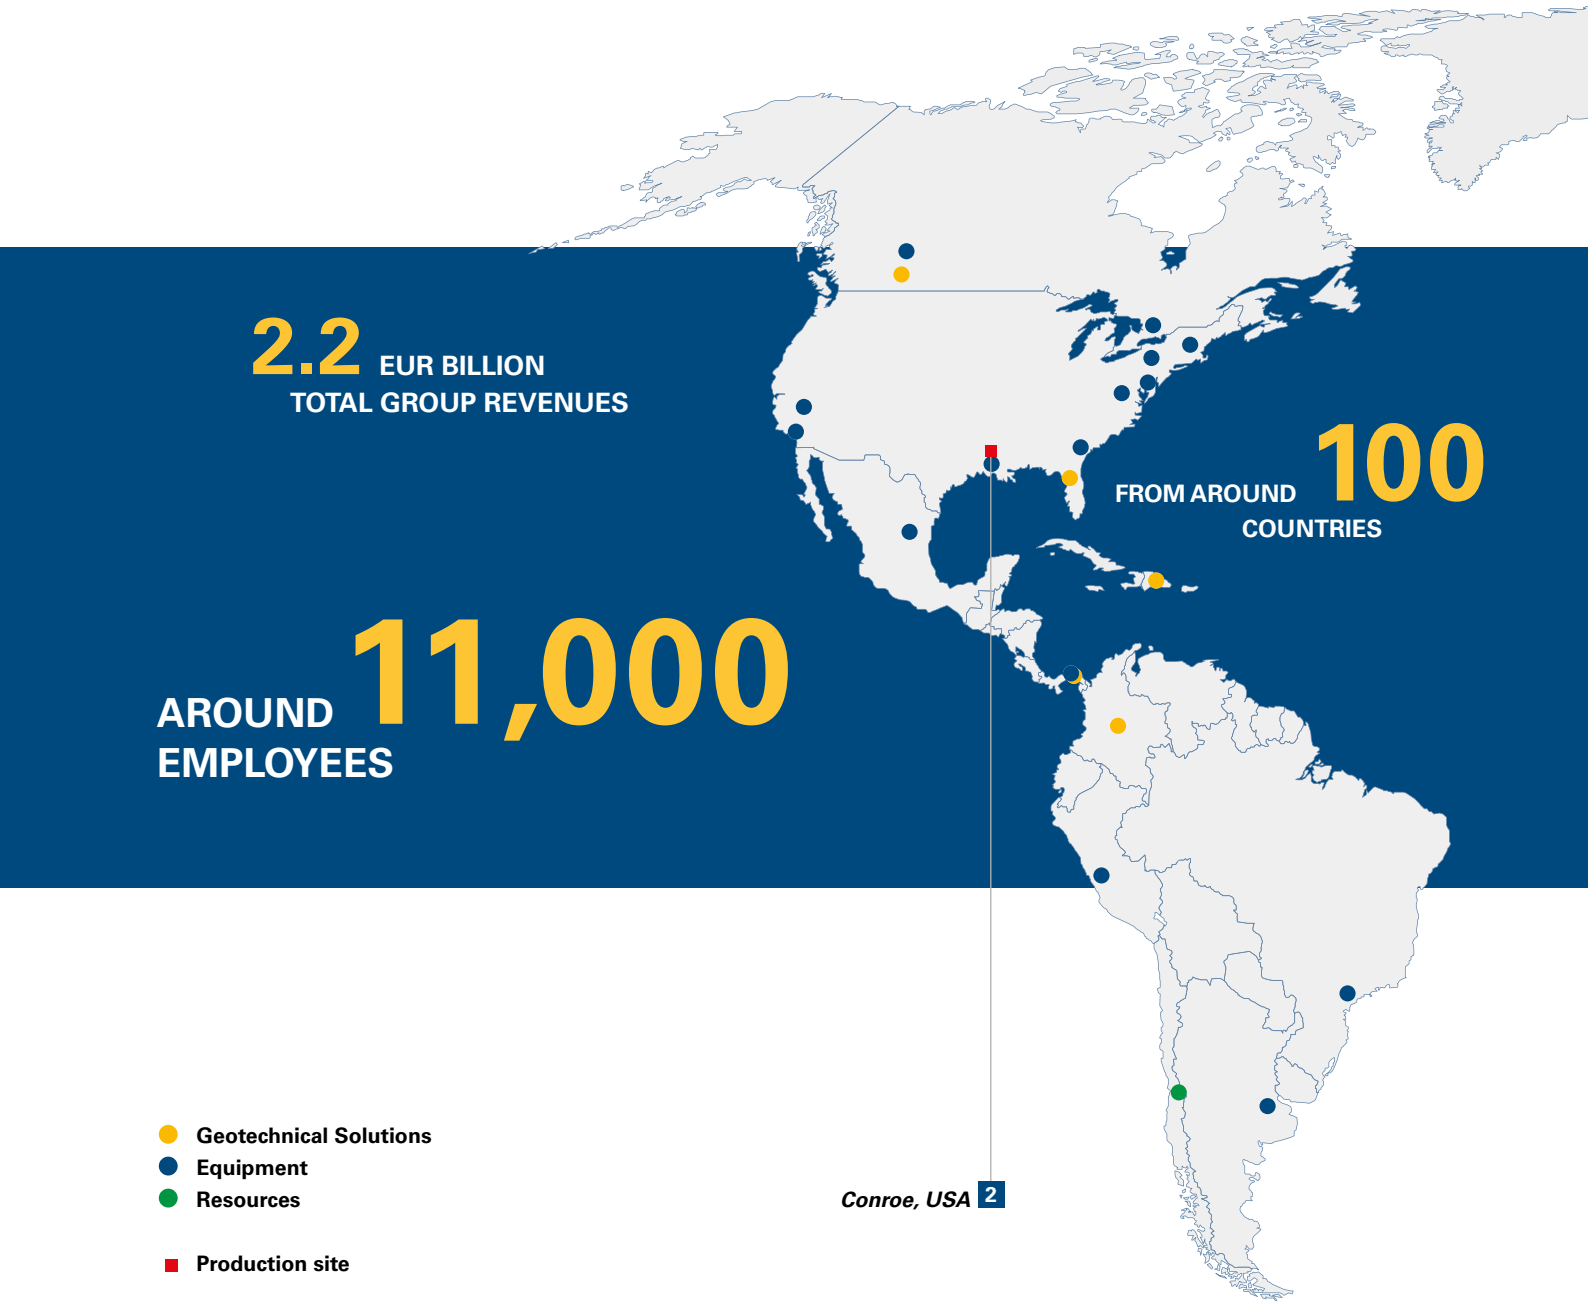 2.2 EUR BILLION
TOTAL GROUP REVENUES
FROM AROUND 100
COUNTRIES
AROUND 11,000
EMPLOYEES
Geotechnical Solutions
Equipment
Resources
Production site
Conroe, USA 2